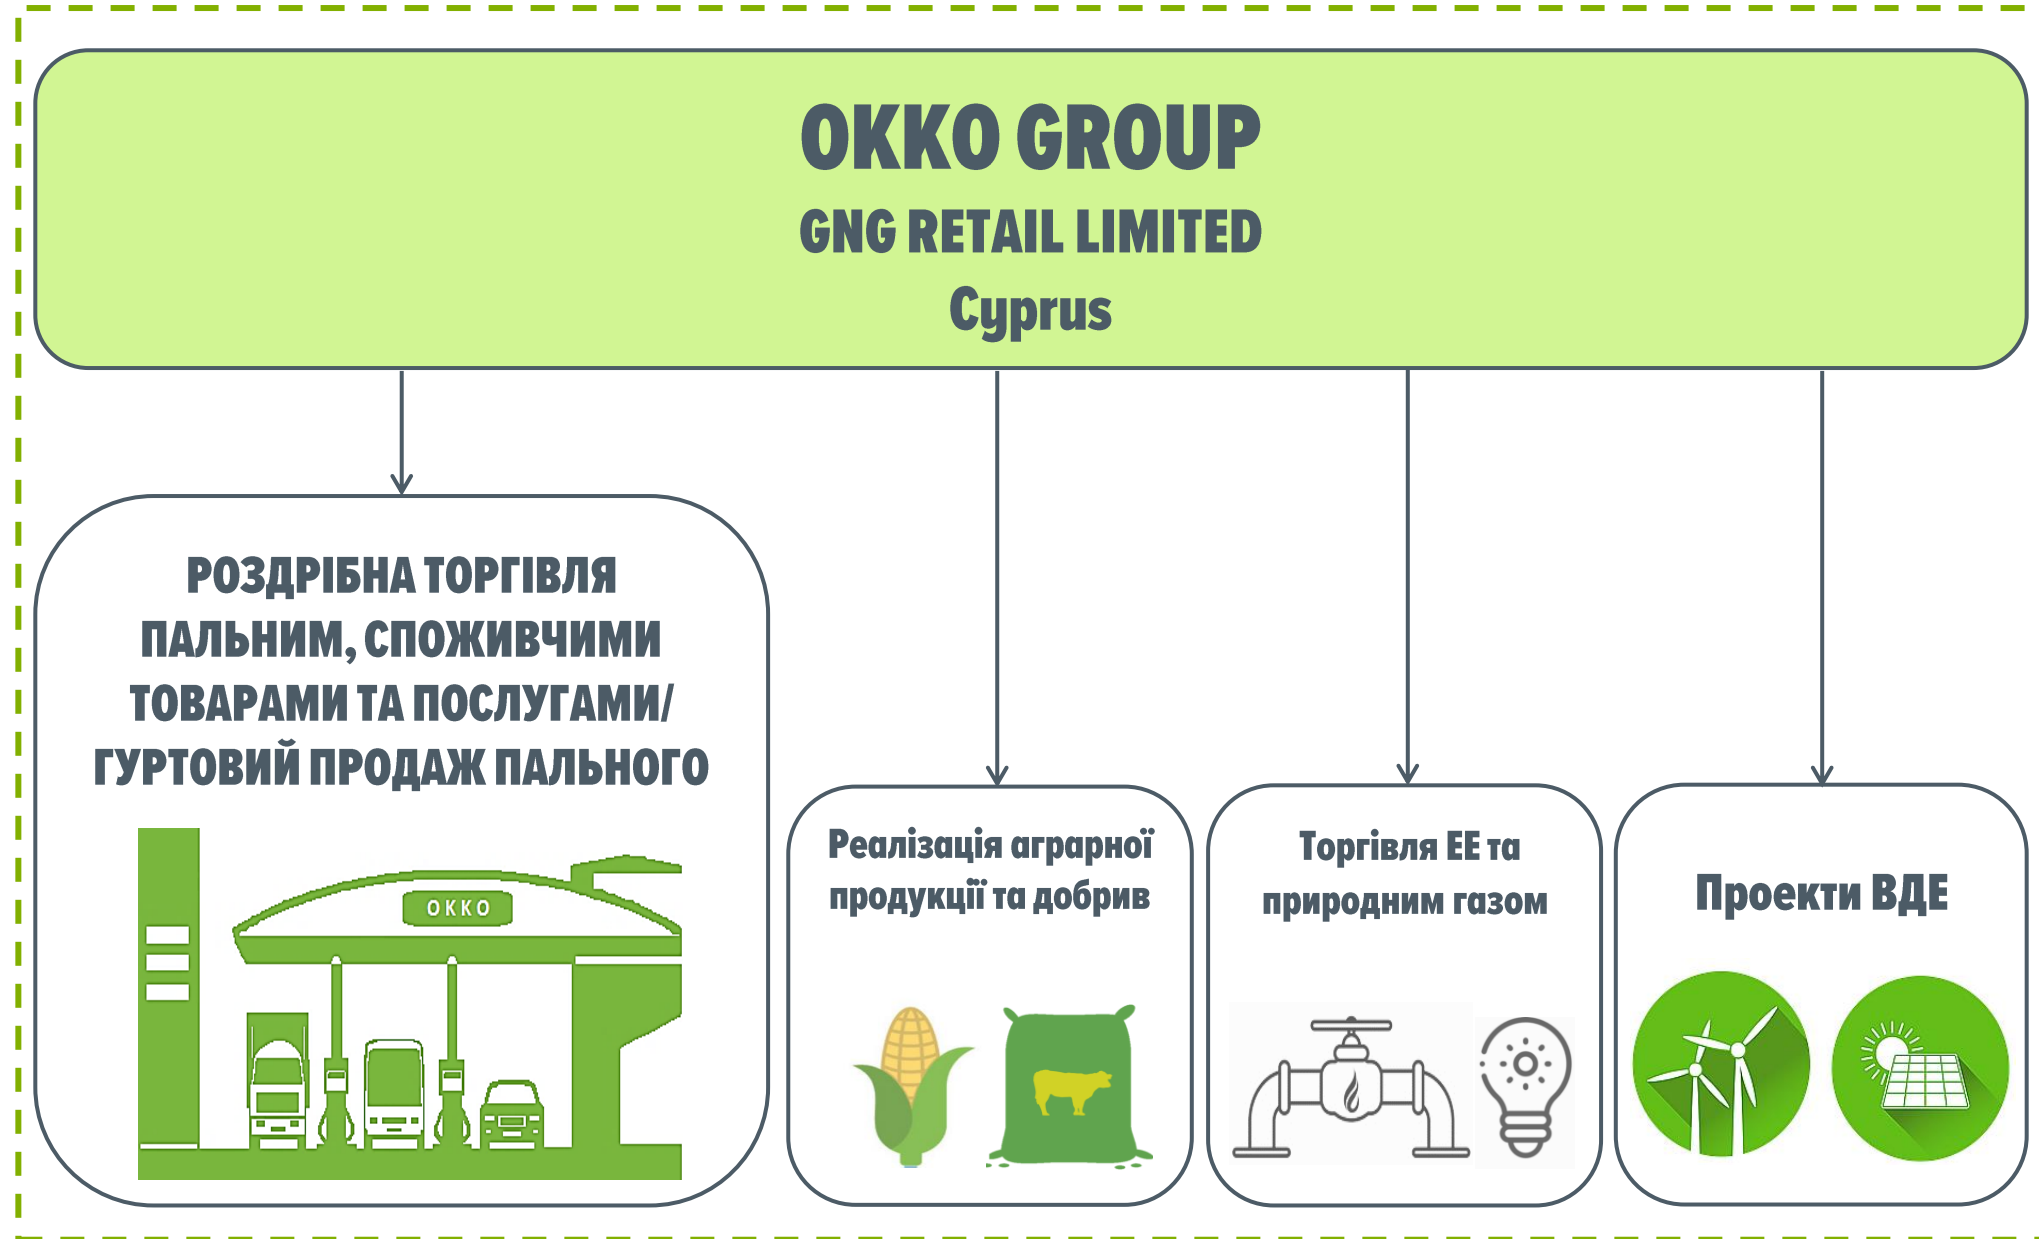 OKKO GROUP
GNG RETAIL LIMITED
Cyprus
РОЗДРІБНА ТОРГІВЛЯ
ПАЛЬНИМ, СПОЖИВЧИМИ
ТОВАРАМИ ТА ПОСЛУГАМИ/
ГУРТОВИЙ ПРОДАЖ ПАЛЬНОГО
ОККО
Реалізація аграрної
продукції та добрив
Торгівля ЕЕ та
природним газом
Проекти ВДЕ